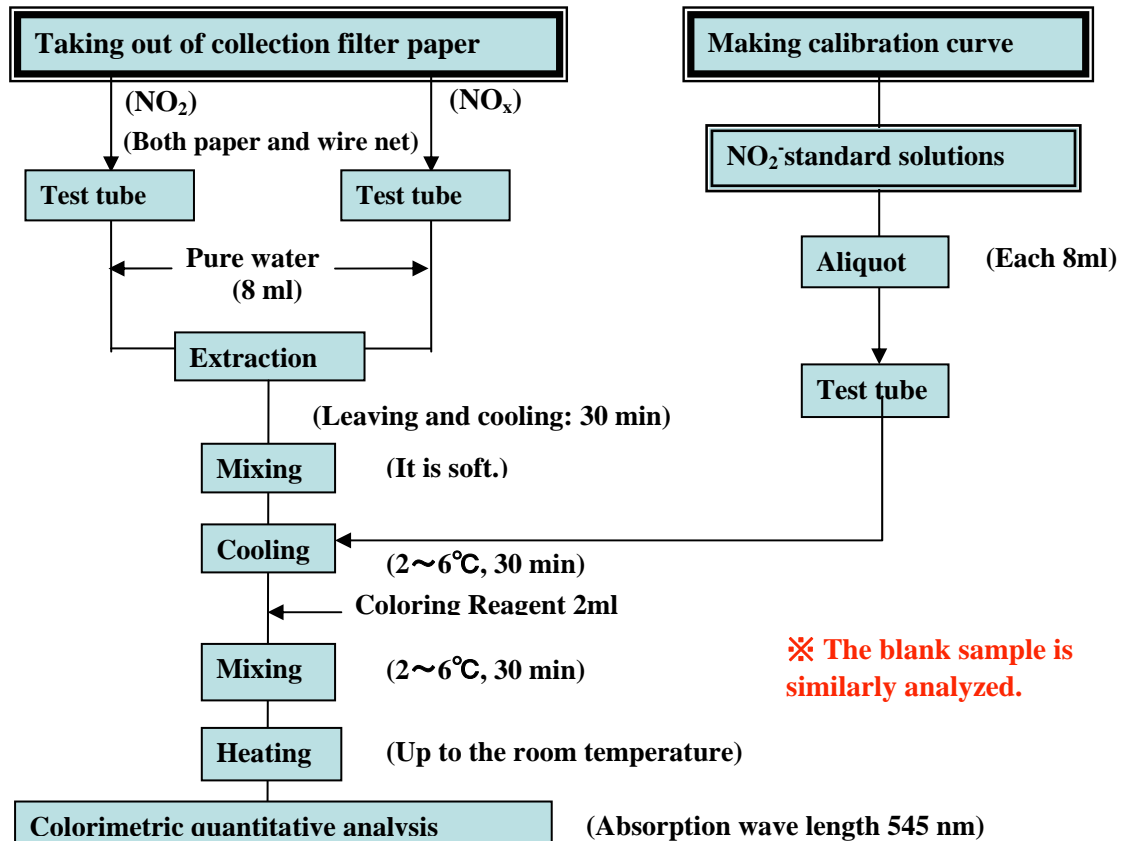 Taking out of collection filter paper
(NO₂)
(NOₓ)
(Both paper and wire net)
Test tube
Test tube
Pure water
(8 ml)
Extraction
(Leaving and cooling: 30 min)
Mixing
(It is soft.)
Cooling
(2～6℃, 30 min)
Coloring Reagent 2ml
Mixing
(2～6℃, 30 min)
Heating
(Up to the room temperature)
Colorimetric quantitative analysis
(Absorption wave length 545 nm)
Making calibration curve
NO₂⁻standard solutions
Aliquot
(Each 8ml)
Test tube
※ The blank sample is
similarly analyzed.